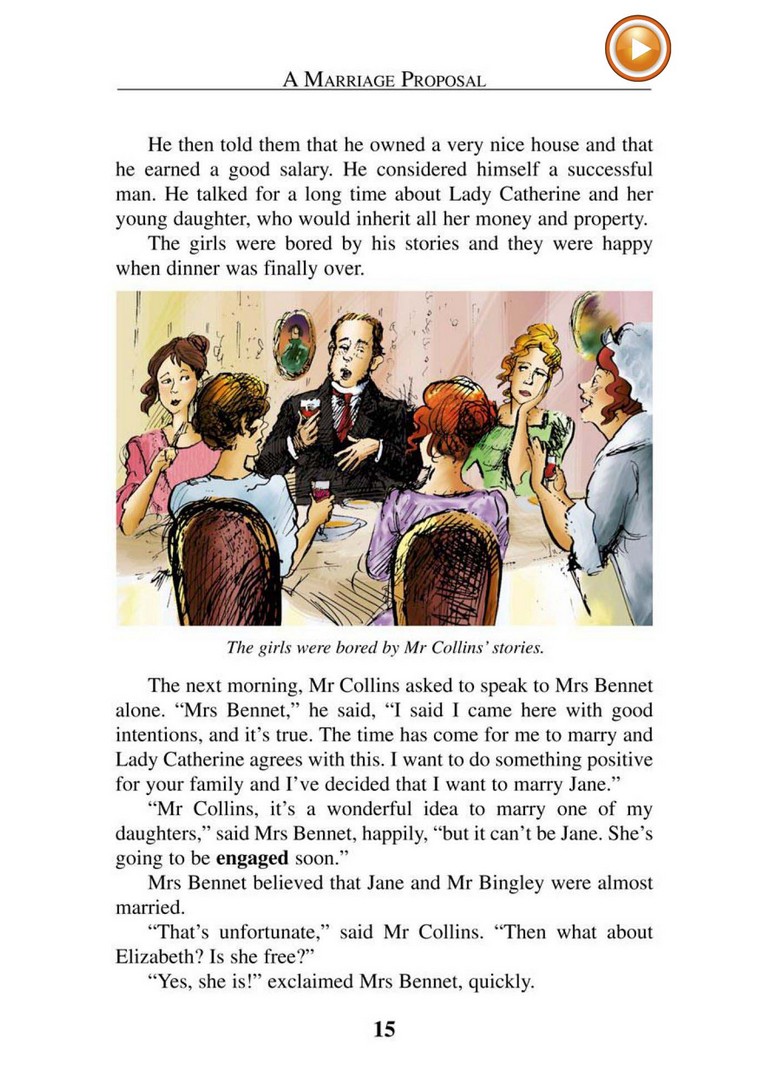 A MARRIAGE PROPOSAL
He then told them that he owned a very nice house and that
he earned a good salary. He considered himself a successful
man. He talked for a long time about Lady Catherine and her
young daughter, who would inherit all her money and property.
The girls were bored by his stories and they were happy
when dinner was finally over.
The girls were bored by Mr Collins’ stories.
The next morning, Mr Collins asked to speak to Mrs Bennet
alone. “Mrs Bennet,” he said, “I said I came here with good
intentions, and it’s true. The time has come for me to marry and
Lady Catherine agrees with this. I want to do something positive
for your family and I’ve decided that I want to marry Jane.”
“Mr Collins, it’s a wonderful idea to marry one of my
daughters,” said Mrs Bennet, happily, “but it can’t be Jane. She’s
going to be engaged soon.”
Mrs Bennet believed that Jane and Mr Bingley were almost
married.
“That’s unfortunate,” said Mr Collins. “Then what about
Elizabeth? Is she free?”
“Yes, she is!” exclaimed Mrs Bennet, quickly.
15